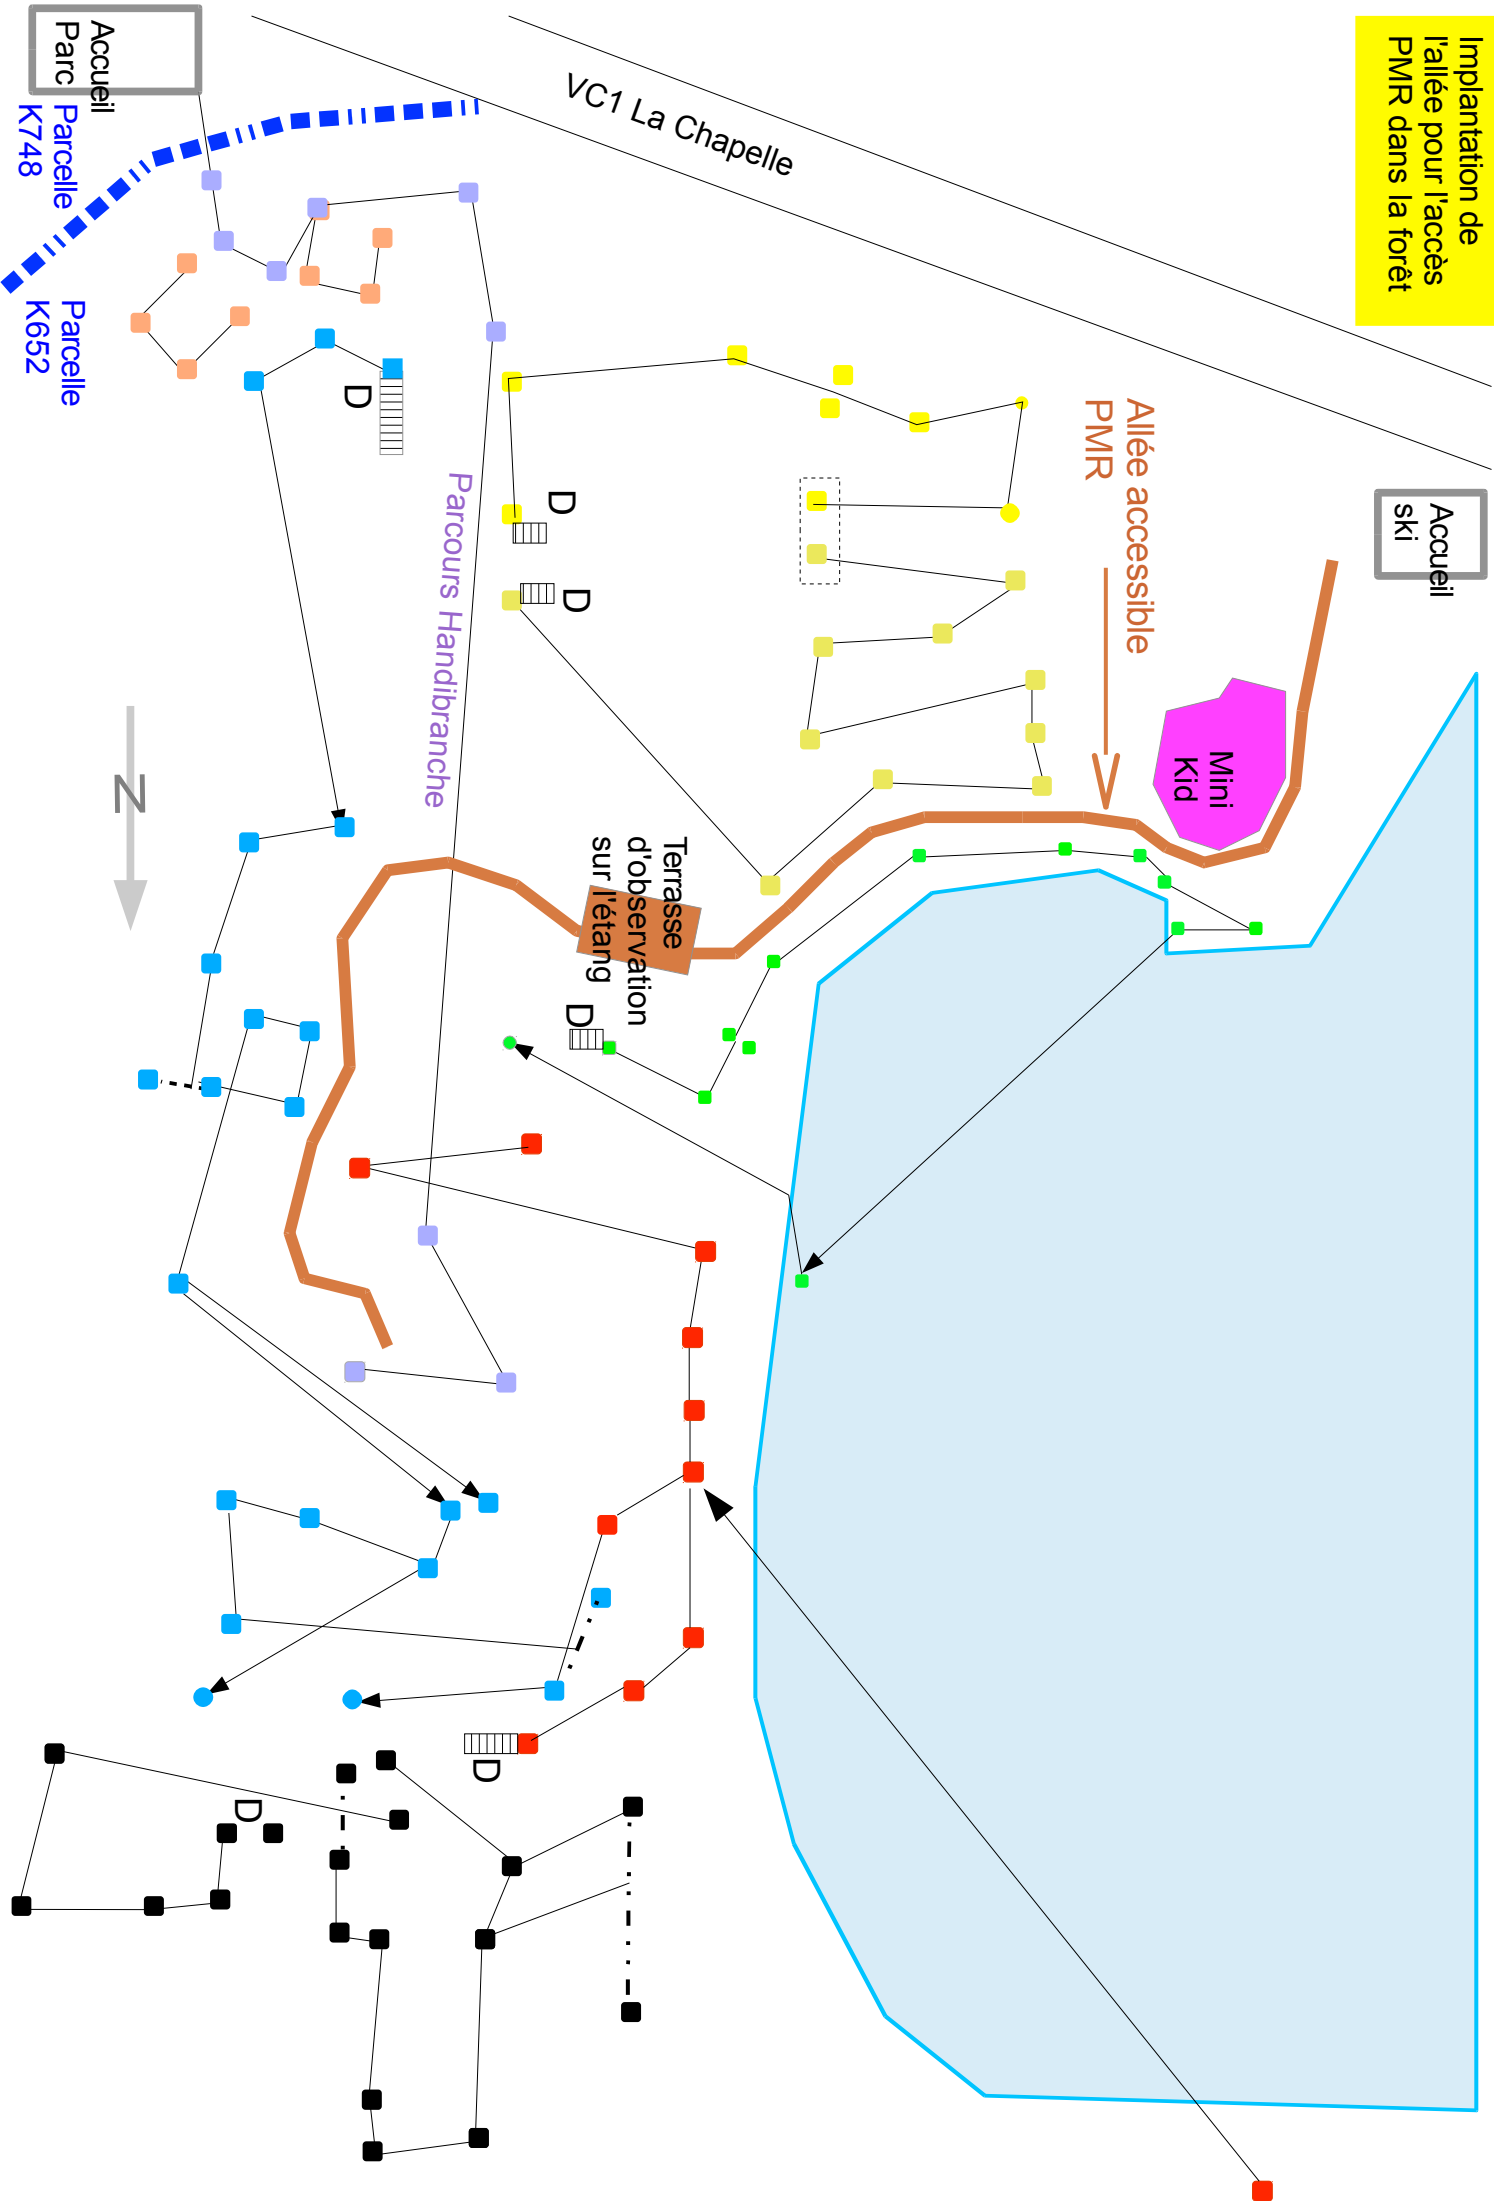 Implantation de
l'allée pour l'accès
PMR dans la forêt
Accueil
Parc
Parcelle
K748
Parcelle
K652
VC1 La Chapelle
Accueil
ski
Allée accessible
PMR
Mini
Kid
Parcours Handibranche
Terrasse
d'observation
sur l'étang
D
D
D
D
D
D
N